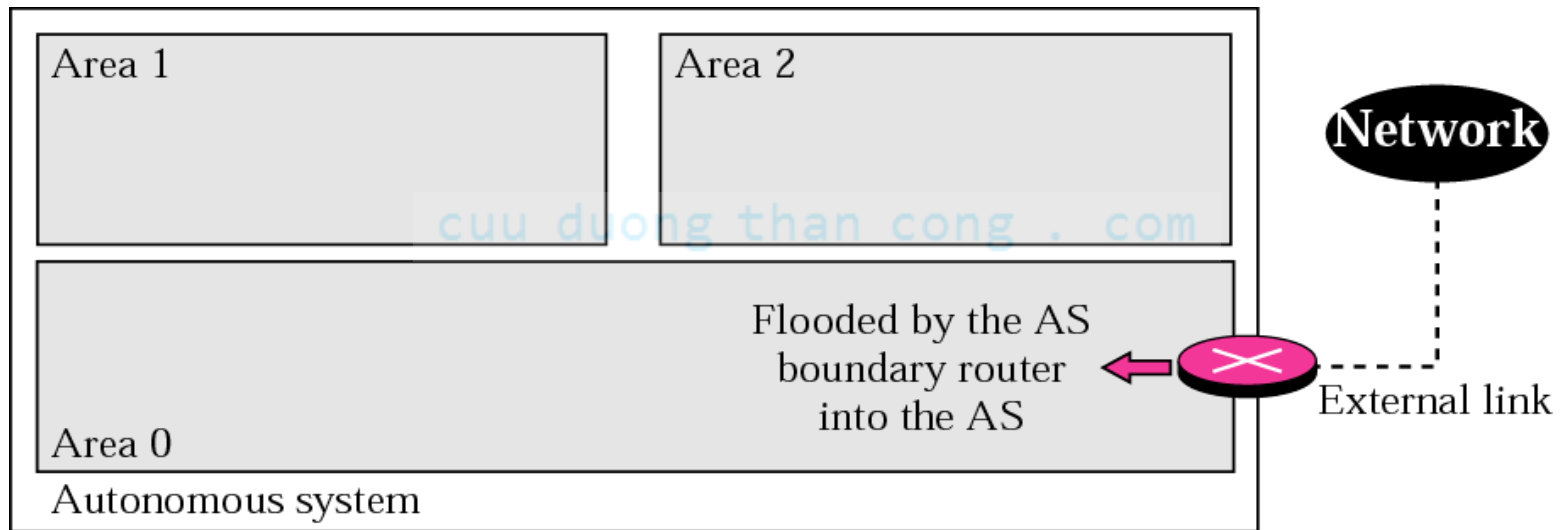 Area 1
Area 2
Network
cuu duong than cong . com
Flooded by the AS
boundary router
into the AS
External link
Area 0
Autonomous system